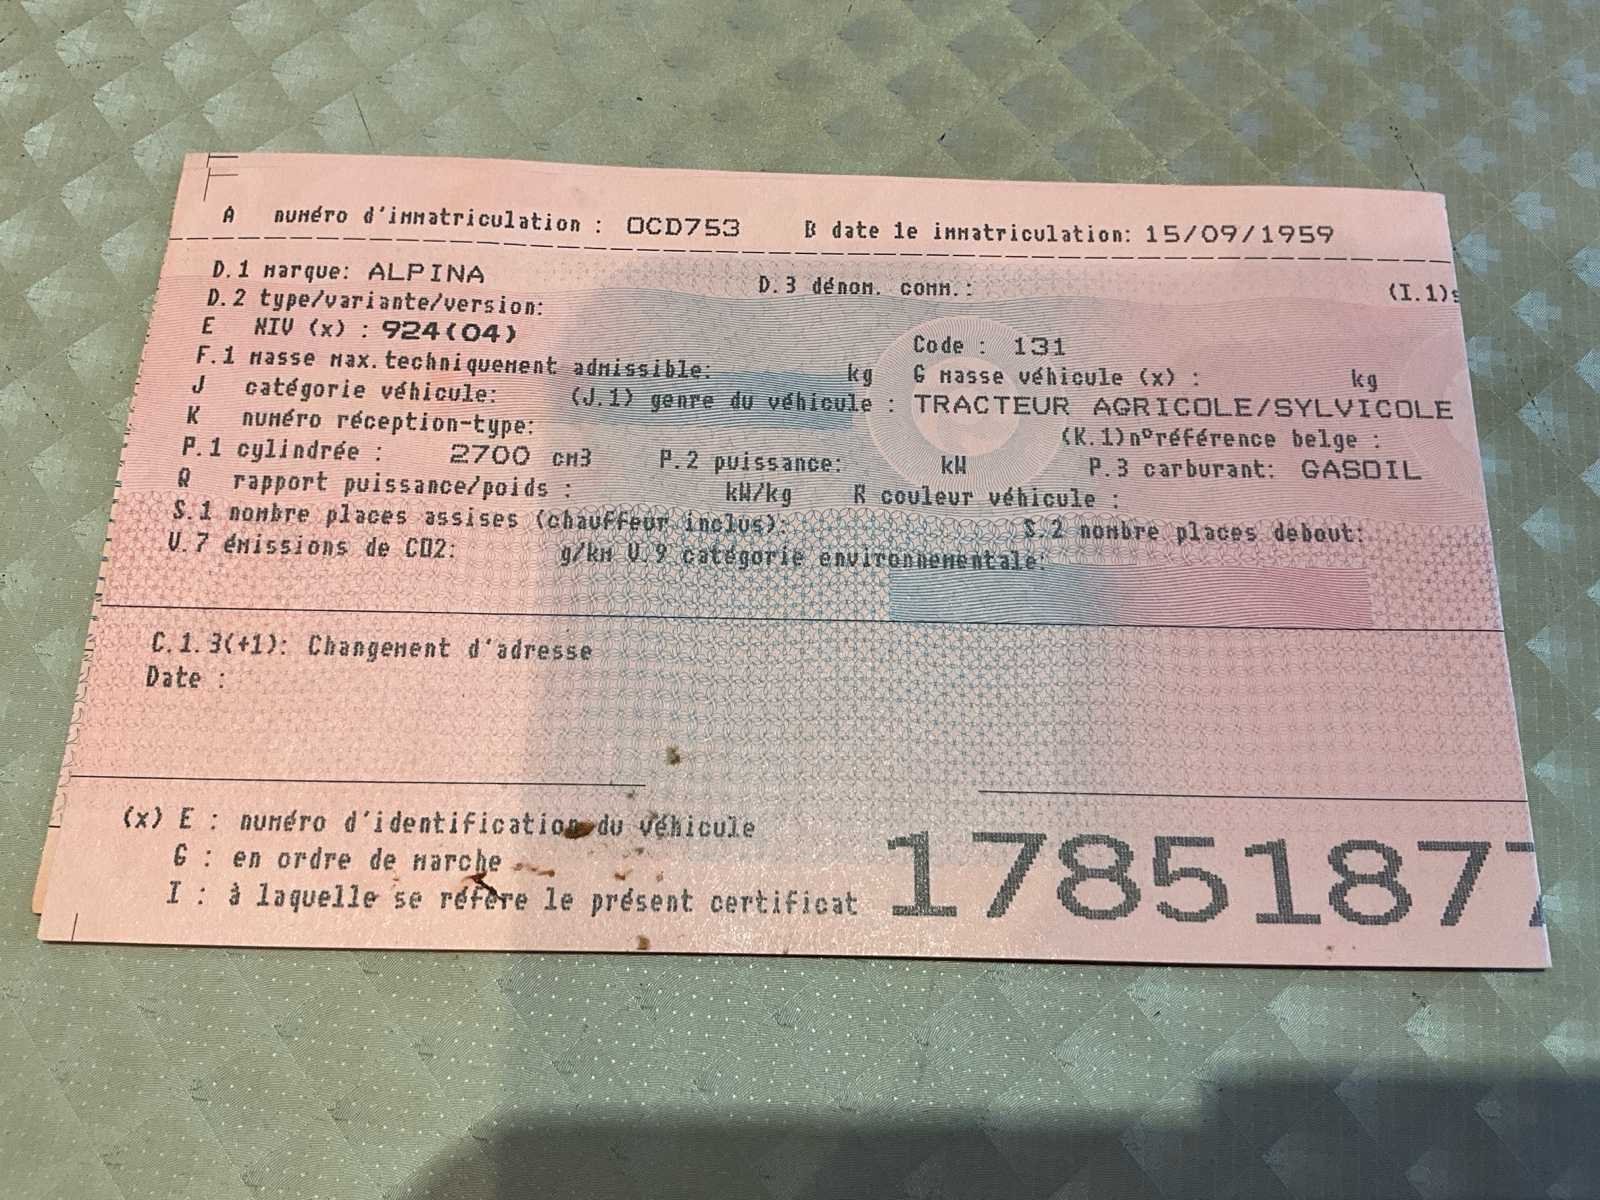 A numéro d'immatriculation : OCD753 B date 1e immatriculation: 15/09/1959
D.1 marque: ALPINA D.3 dénom. comm.: (I.1)
D.2 type/variante/version:
E NIV (x) : 924(04) Code : 131
F.1 masse max.techniquement admissible: kg G masse véhicule (x) : kg
J catégorie véhicule: (J.1) genre du véhicule : TRACTEUR AGRICOLE/SYLVICOLE
K numéro réception-type: (K.1)n°référence belge :
P.1 cylindrée : 2700 cm3 P.2 puissance: kW P.3 carburant: GASOIL
Q rapport puissance/poids : kW/kg R couleur véhicule :
S.1 nombre places assises (chauffeur inclus): S.2 nombre places debout:
V.7 émissions de CO2: g/km V.9 catégorie environnementale:
C.1.3(+1): Changement d'adresse
Date :
(x) E : numéro d'identification du véhicule
G : en ordre de marche
I : à laquelle se réfère le présent certificat
1785187